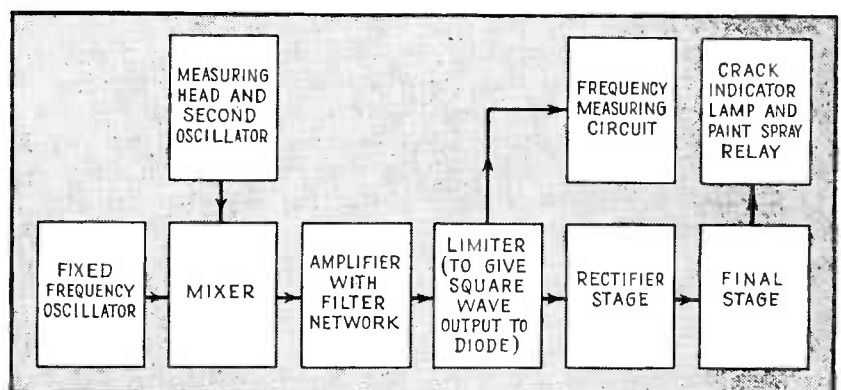 MEASURING
HEAD AND
SECOND
OSCILLATOR
FREQUENCY
MEASURING
CIRCUIT
CRACK
INDICATOR
LAMP AND
PAINT SPRAY
RELAY
FIXED
FREQUENCY
OSCILLATOR
MIXER
AMPLIFIER
WITH
FILTER
NETWORK
LIMITER
(TO GIVE
SQUARE
WAVE
OUTPUT TO
DIODE)
RECTIFIER
STAGE
FINAL
STAGE